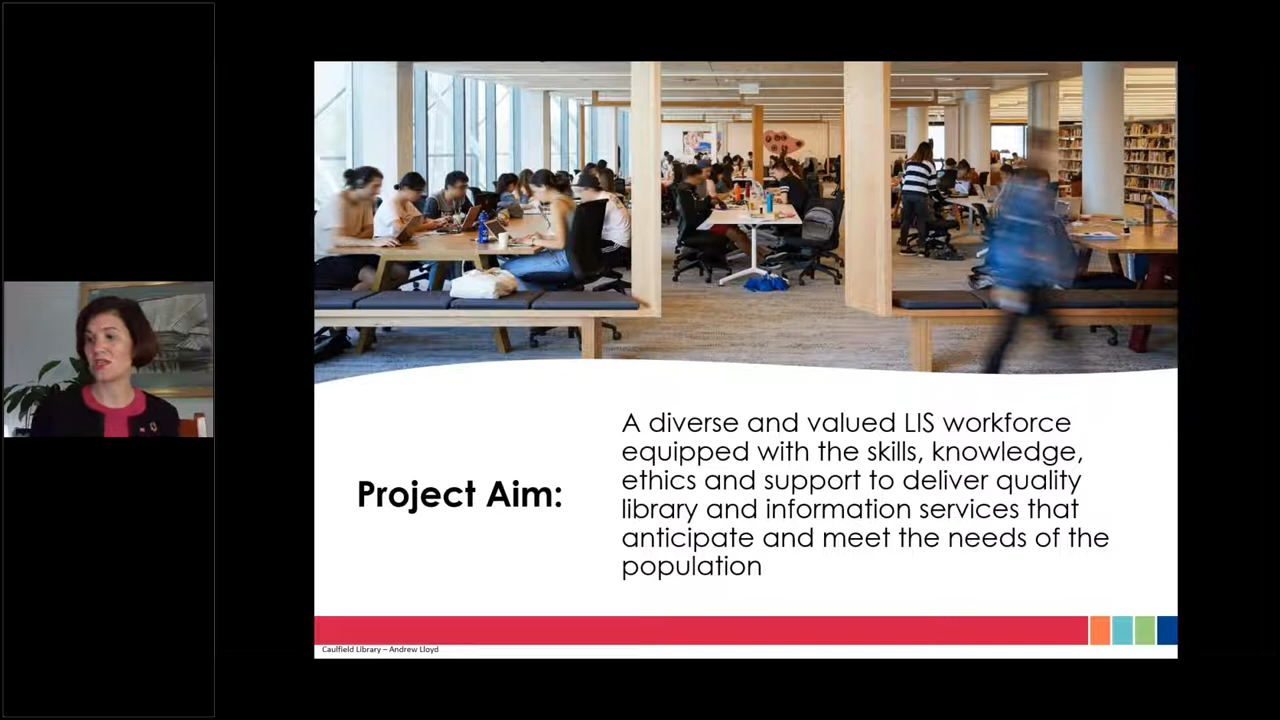 Project Aim:
A diverse and valued LIS workforce
equipped with the skills, knowledge,
ethics and support to deliver quality
library and information services that
anticipate and meet the needs of the
population
Caulfield Library – Andrew Lloyd